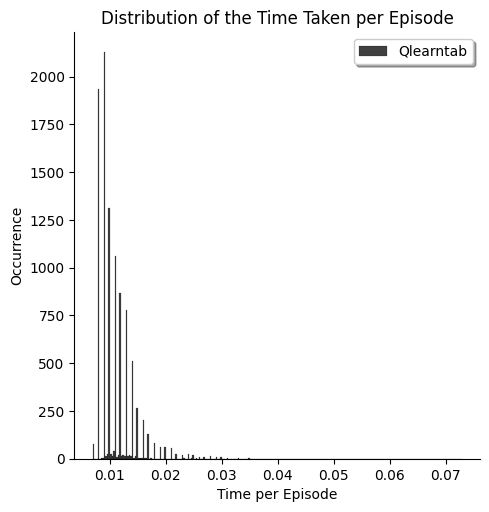 Distribution of the Time Taken per Episode
Qlearntab
2000
1750
1500
1250
1000
750
500
250
0
Occurrence
0.01 0.02 0.03 0.04 0.05 0.06 0.07
Time per Episode